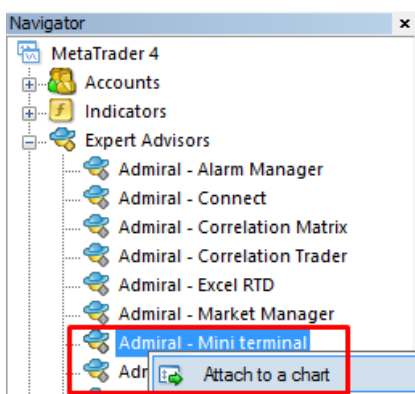 Navigator
MetaTrader 4
Accounts
Indicators
Expert Advisors
Admiral - Alarm Manager
Admiral - Connect
Admiral - Correlation Matrix
Admiral - Correlation Trader
Admiral - Excel RTD
Admiral - Market Manager
Admiral - Mini terminal
Attach to a chart